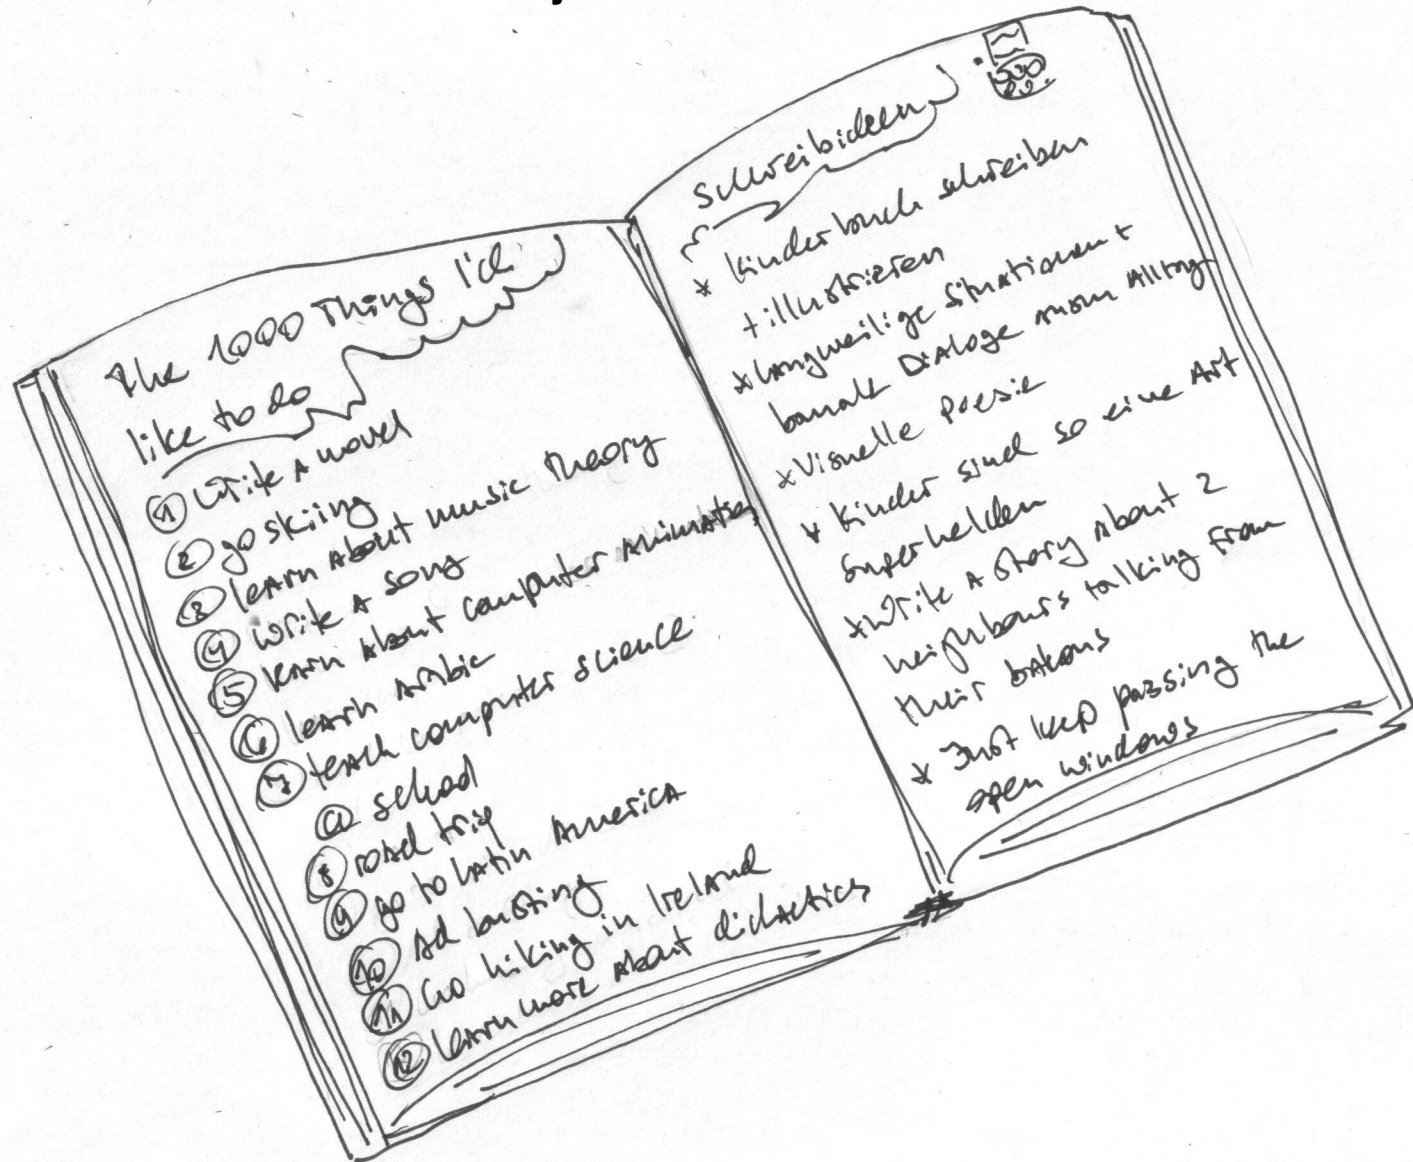 The 1000 Things I'd
like to do
1 write A novel
2 go skiing
3 leArn About music Theory
4 write A song
5 leArn About computer AnimAtion
6 leArn ArAbic
7 teAch computer science
@ school
8 roAd trip
9 go to LAtin AmericA
10 Ad busting
11 Go hiking in IrelAnd
12 leArn more About didActics
Schreibideen
* Kinderbuch schreiben
+ illustrieren
* LAngweilige Situationen +
banale DiAloge AUS'm AlltAg
* Visuelle Poesie
* Kinder sind so eine Art
Superhelden
* Write A Story About 2
neighbours talking from
their balcons
* Just keep passing the
open windows